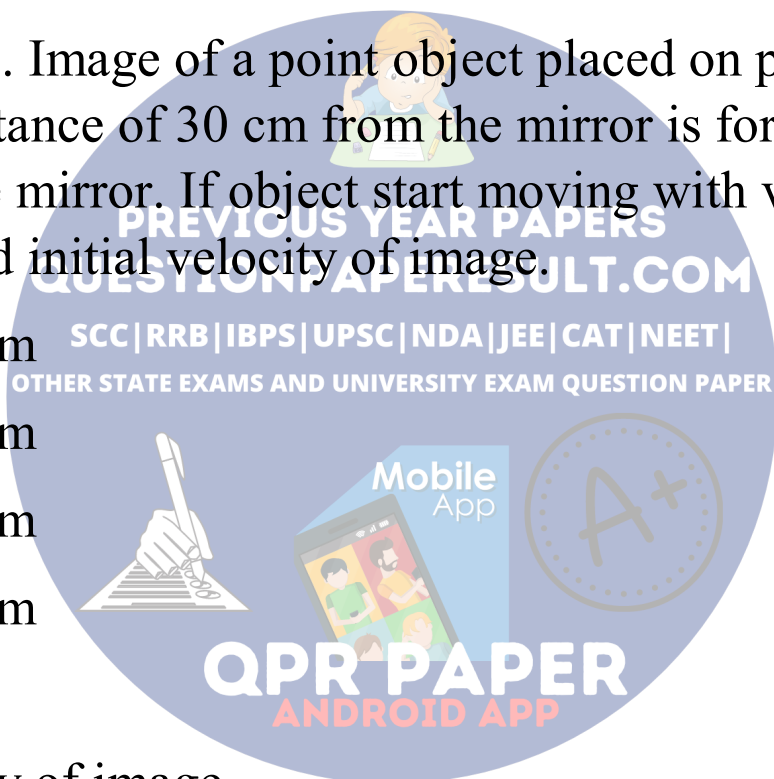 . Image of a point object placed on p
tance of 30 cm from the mirror is for
mirror. If object start moving with v
d initial velocity of image.
PREVIOUS YEAR PAPERS
QUESTIONPAPERESULT.COM
SCC|RRB|IBPS|UPSC|NDA|JEE|CAT|NEET|
OTHER STATE EXAMS AND UNIVERSITY EXAM QUESTION PAPER
m
m
m
m
A+
Mobile
App
QPR PAPER
ANDROID APP
y of image